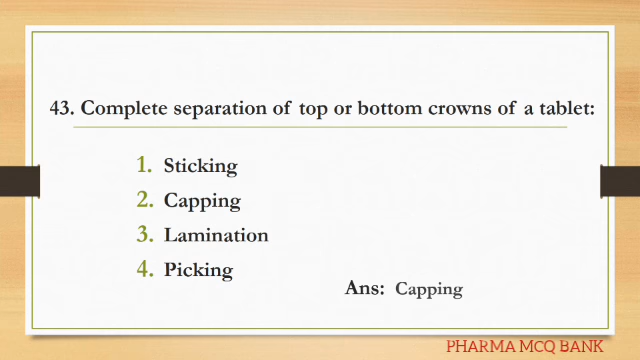 43. Complete separation of top or bottom crowns of a tablet:
1. Sticking
2. Capping
3. Lamination
4. Picking
Ans: Capping
PHARMA MCQ BANK